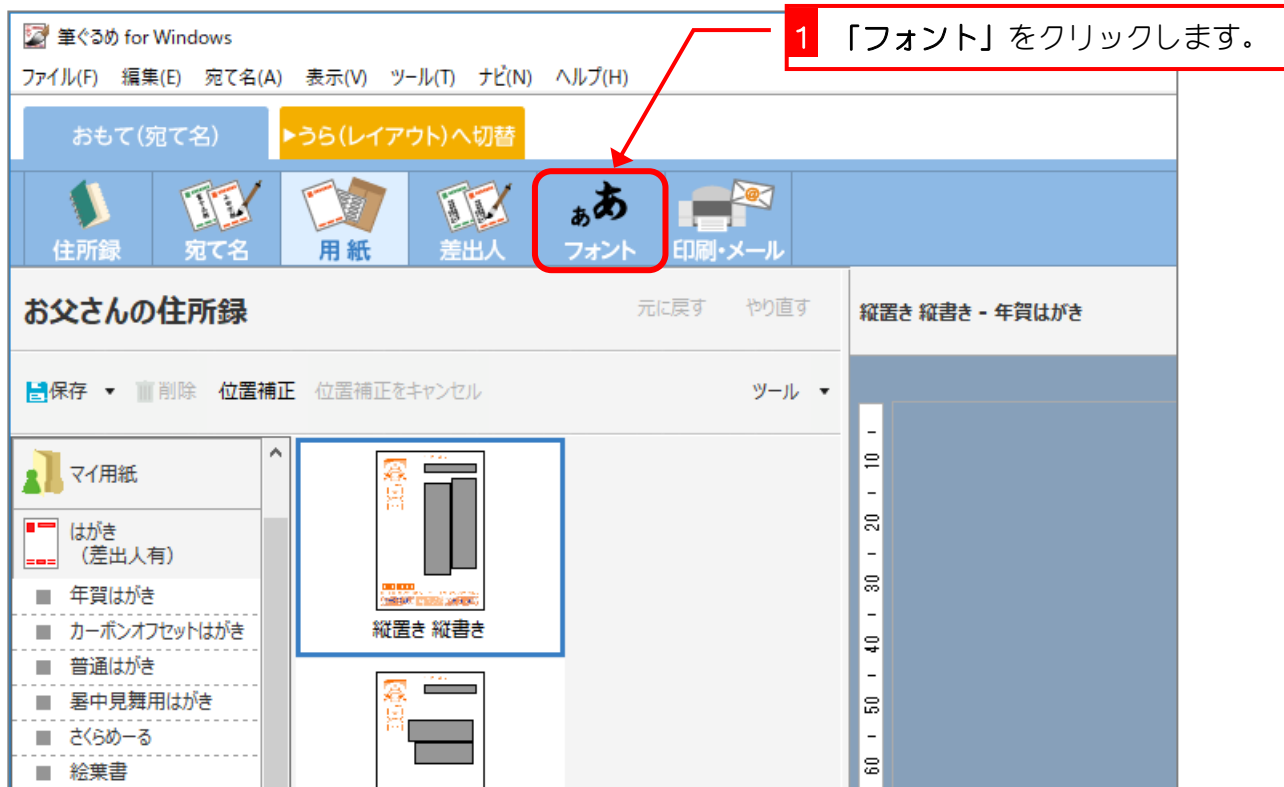 筆ぐるめ for Windows
1 「フォント」をクリックします。
ファイル(F) 編集(E) 宛て名(A) 表示(V) ツール(T) ナビ(N) ヘルプ(H)
おもて(宛て名) ▶うら(レイアウト)へ切替
ぁあ
住所録 宛て名 用紙 差出人 フォント 印刷・メール
お父さんの住所録 元に戻す やり直す 縦置き 縦書き - 年賀はがき
保存 ▼ 削除 位置補正 位置補正をキャンセル ツール ▼
マイ用紙
はがき
(差出人有)
年賀はがき
カーボンオフセットはがき
普通はがき
暑中見舞用はがき
さくらめーる
絵葉書
縦置き 縦書き
10
20
30
40
50
60